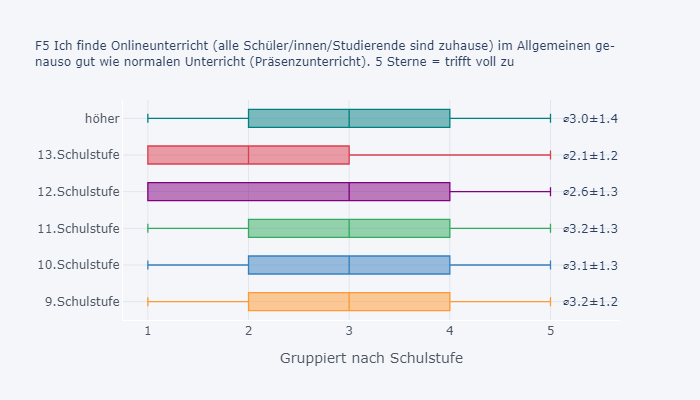 F5 Ich finde Onlineunterricht (alle Schüler/innen/Studierende sind zuhause) im Allgemeinen ge-
nauso gut wie normalen Unterricht (Präsenzunterricht). 5 Sterne = trifft voll zu
höher ⌀3.0±1.4
13.Schulstufe ⌀2.1±1.2
12.Schulstufe ⌀2.6±1.3
11.Schulstufe ⌀3.2±1.3
10.Schulstufe ⌀3.1±1.3
9.Schulstufe ⌀3.2±1.2
1 2 3 4 5
Gruppiert nach Schulstufe